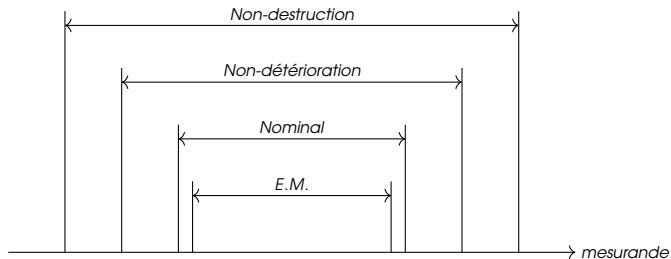 Non-destruction
Non-détérioration
Nominal
E.M.
mesurande